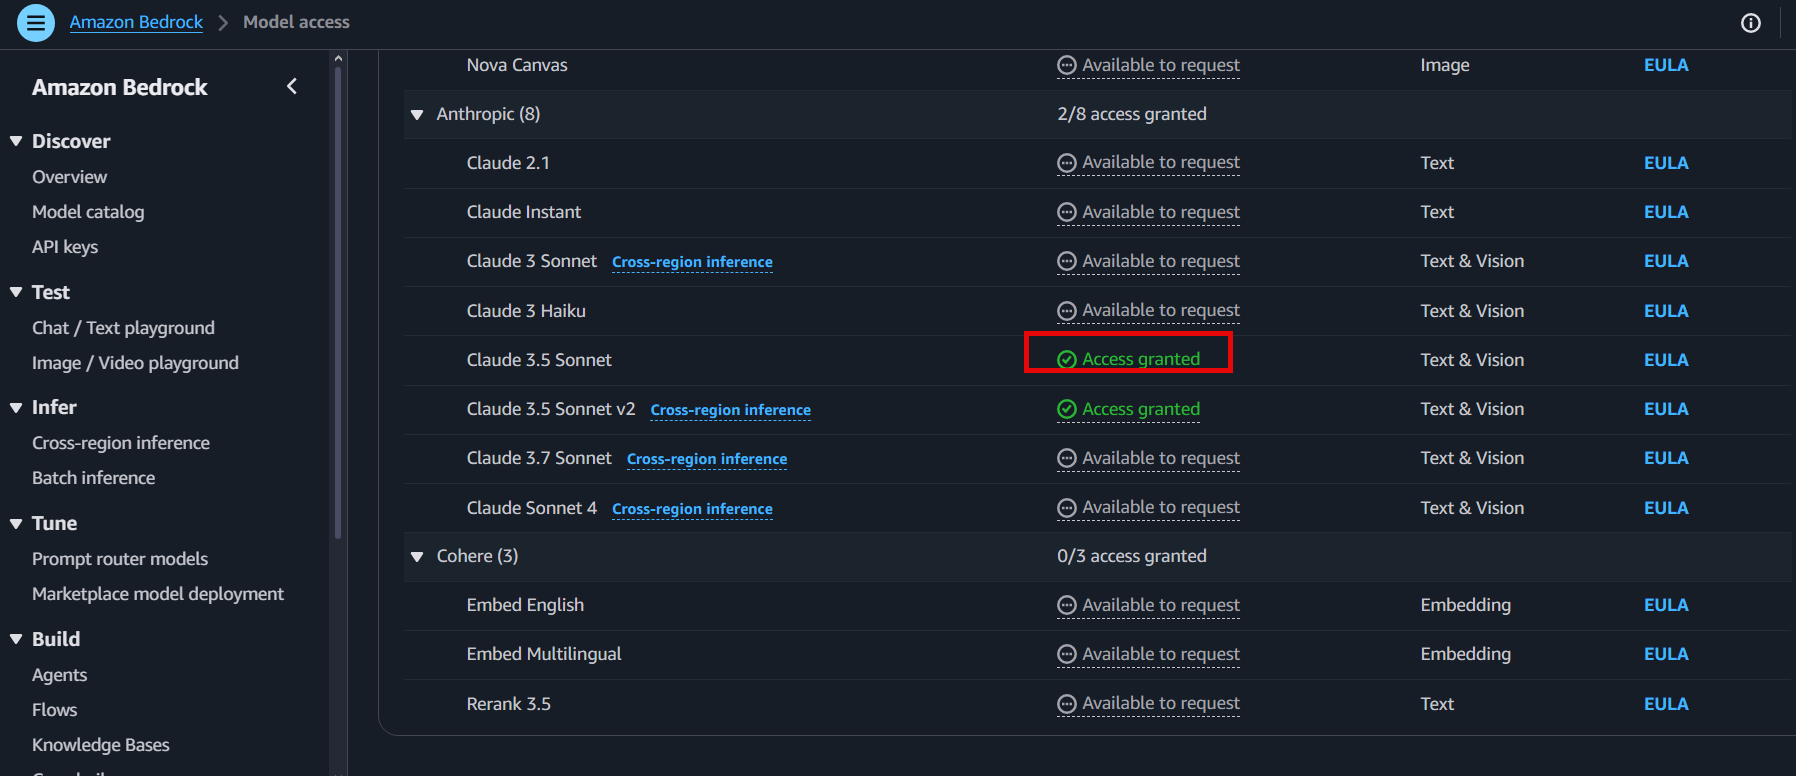 Amazon Bedrock > Model access
Amazon Bedrock
Discover
Overview
Model catalog
API keys
Test
Chat / Text playground
Image / Video playground
Infer
Cross-region inference
Batch inference
Tune
Prompt router models
Marketplace model deployment
Build
Agents
Flows
Knowledge Bases
Nova Canvas Available to request Image EULA
Anthropic (8) 2/8 access granted
Claude 2.1 Available to request Text EULA
Claude Instant Available to request Text EULA
Claude 3 Sonnet Cross-region inference Available to request Text & Vision EULA
Claude 3 Haiku Available to request Text & Vision EULA
Claude 3.5 Sonnet Access granted Text & Vision EULA
Claude 3.5 Sonnet v2 Cross-region inference Access granted Text & Vision EULA
Claude 3.7 Sonnet Cross-region inference Available to request Text & Vision EULA
Claude Sonnet 4 Cross-region inference Available to request Text & Vision EULA
Cohere (3) 0/3 access granted
Embed English Available to request Embedding EULA
Embed Multilingual Available to request Embedding EULA
Rerank 3.5 Available to request Text EULA